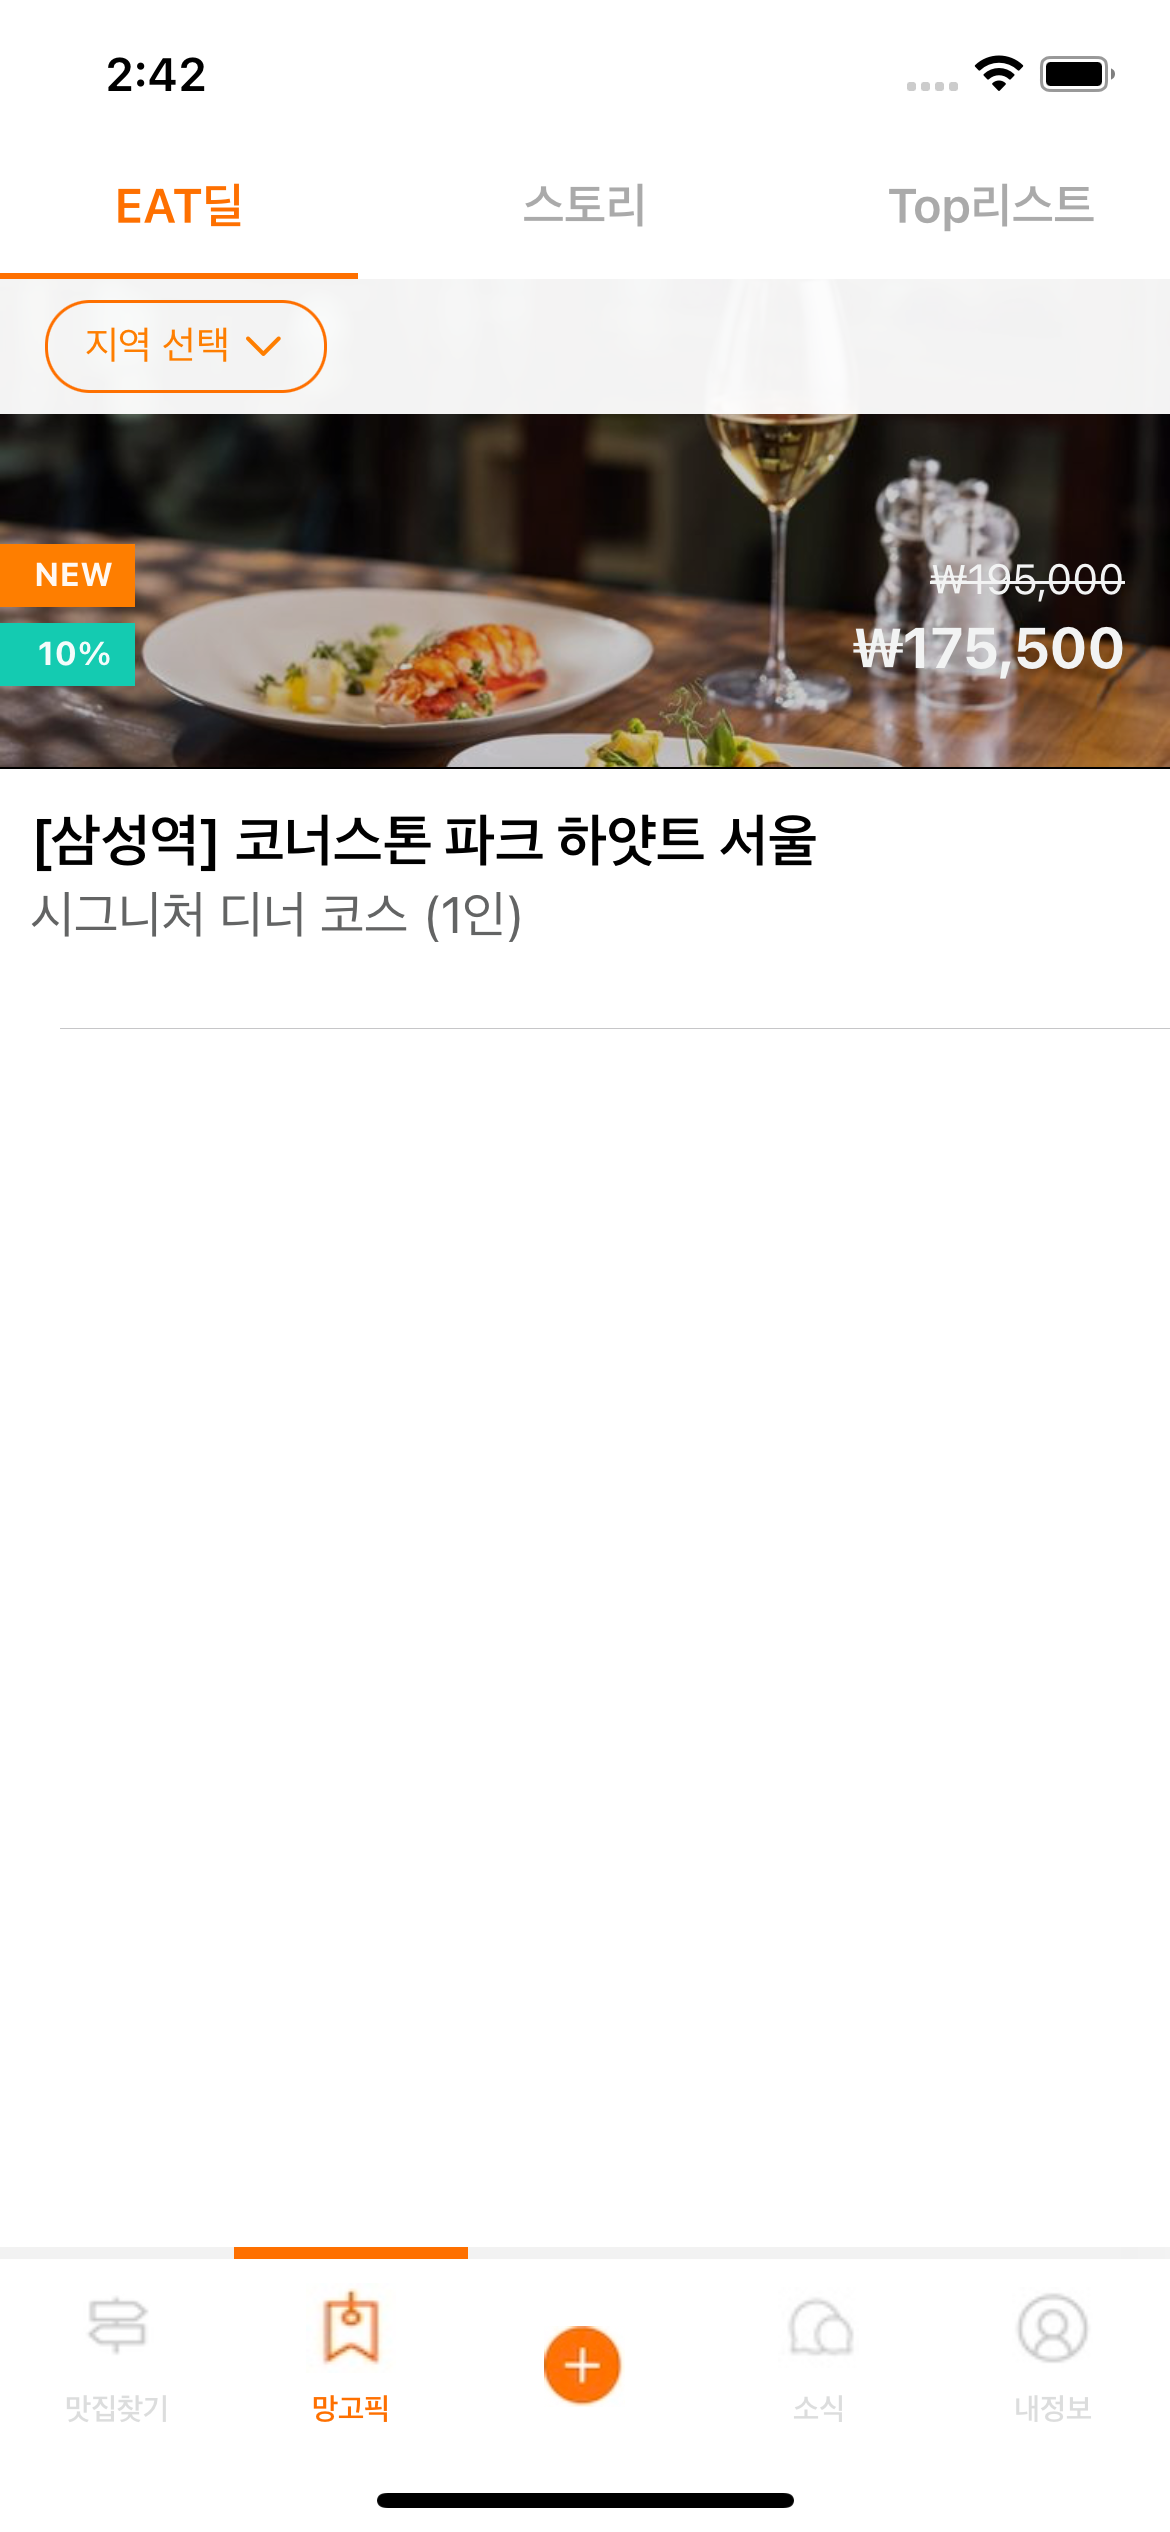 2:42
EAT딜
스토리
Top리스트
지역 선택
NEW
₩195,000
10%
₩175,500
[삼성역] 코너스톤 파크 하얏트 서울
시그니처 디너 코스 (1인)
맛집찾기
망고픽
소식
내정보